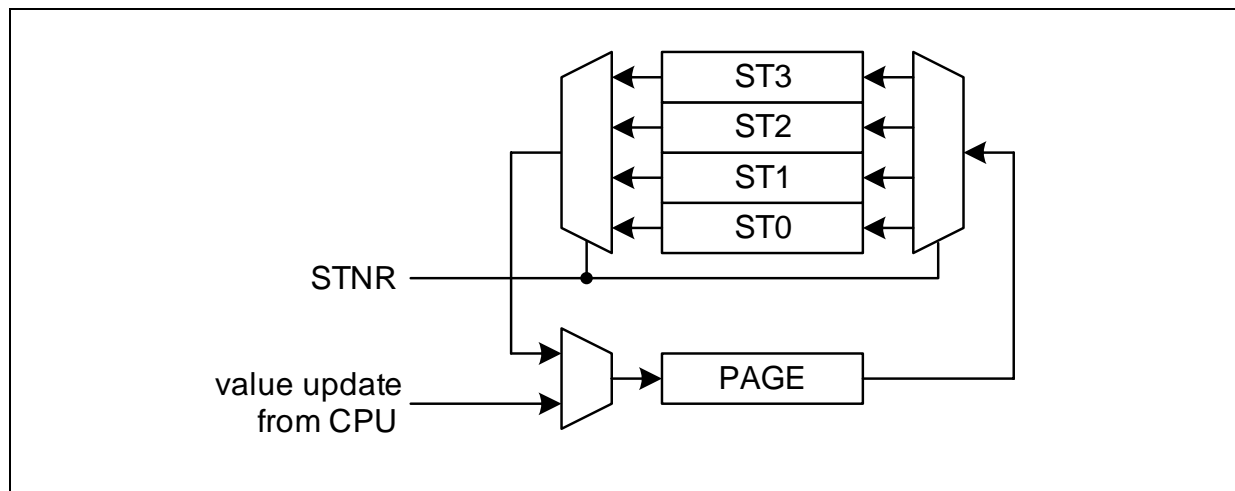 ST3
ST2
ST1
ST0
STNR
value update
from CPU
PAGE